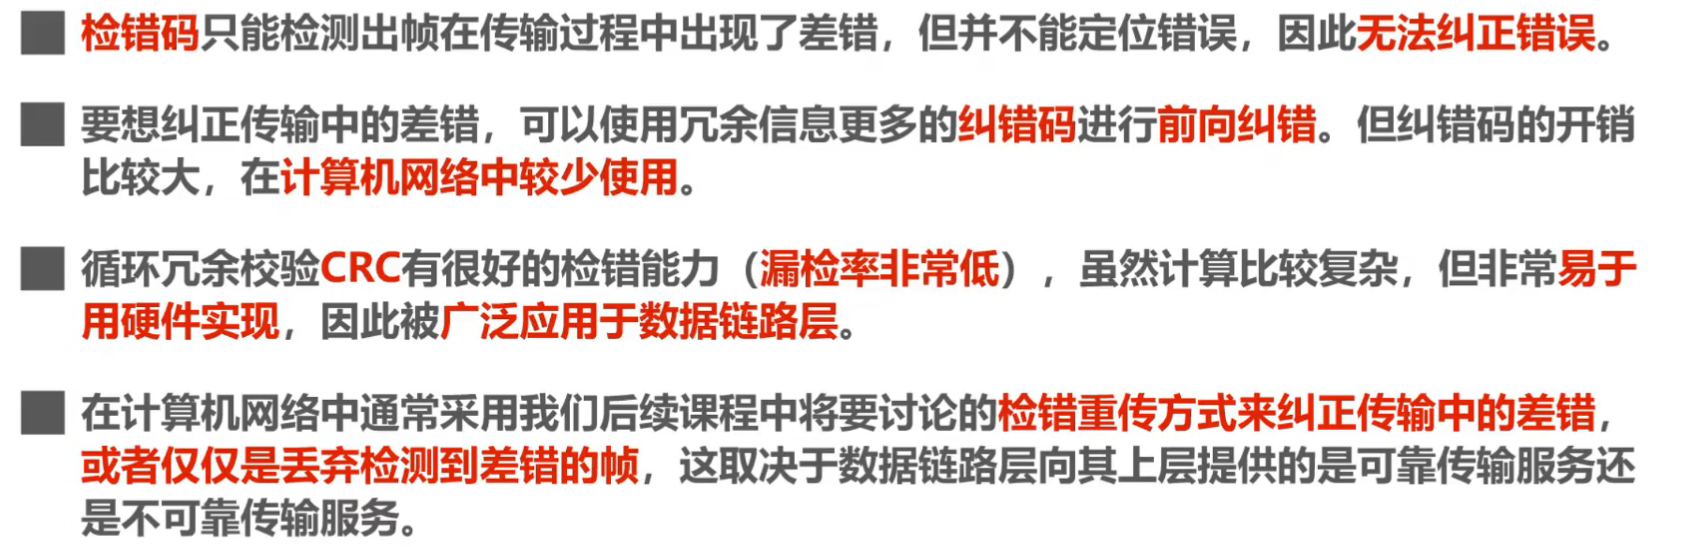 检错码只能检测出帧在传输过程中出现了差错，但并不能定位错误，因此无法纠正错误。
要想纠正传输中的差错，可以使用冗余信息更多的纠错码进行前向纠错。但纠错码的开销
比较大，在计算机网络中较少使用。
循环冗余校验CRC有很好的检错能力（漏检率非常低），虽然计算比较复杂，但非常易于
用硬件实现，因此被广泛应用于数据链路层。
在计算机网络中通常采用我们后续课程中将要讨论的检错重传方式来纠正传输中的差错，
或者仅仅是丢弃检测到差错的帧，这取决于数据链路层向其上层提供的是可靠传输服务还
是不可靠传输服务。